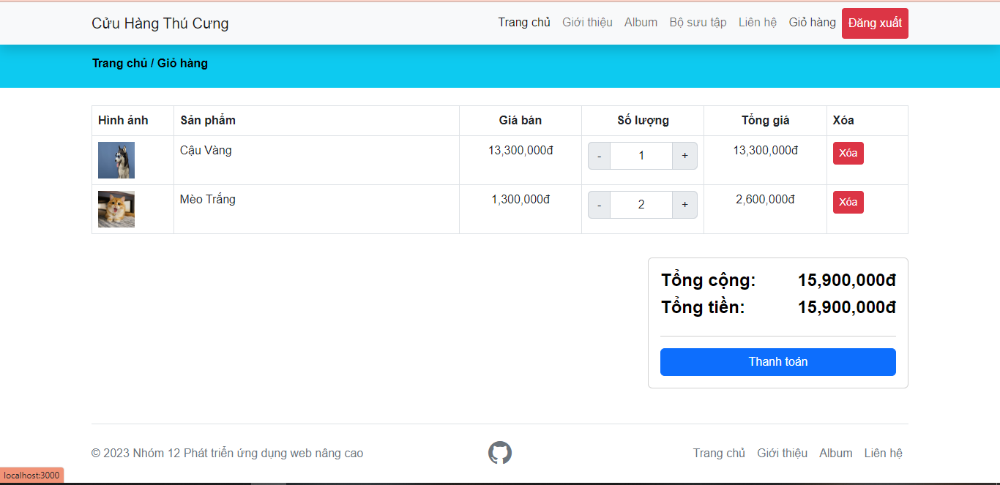 Cửu Hàng Thú Cưng
Trang chủ Giới thiệu Album Bộ sưu tập Liên hệ Giỏ hàng Đăng xuất
Trang chủ / Giỏ hàng
Hình ảnh Sản phẩm Giá bán Số lượng Tổng giá Xóa
Cậu Vàng 13,300,000đ - 1 + 13,300,000đ Xóa
Mèo Trắng 1,300,000đ - 2 + 2,600,000đ Xóa
Tổng cộng: 15,900,000đ
Tổng tiền: 15,900,000đ
Thanh toán
© 2023 Nhóm 12 Phát triển ứng dụng web nâng cao Trang chủ Giới thiệu Album Liên hệ
localhost:3000